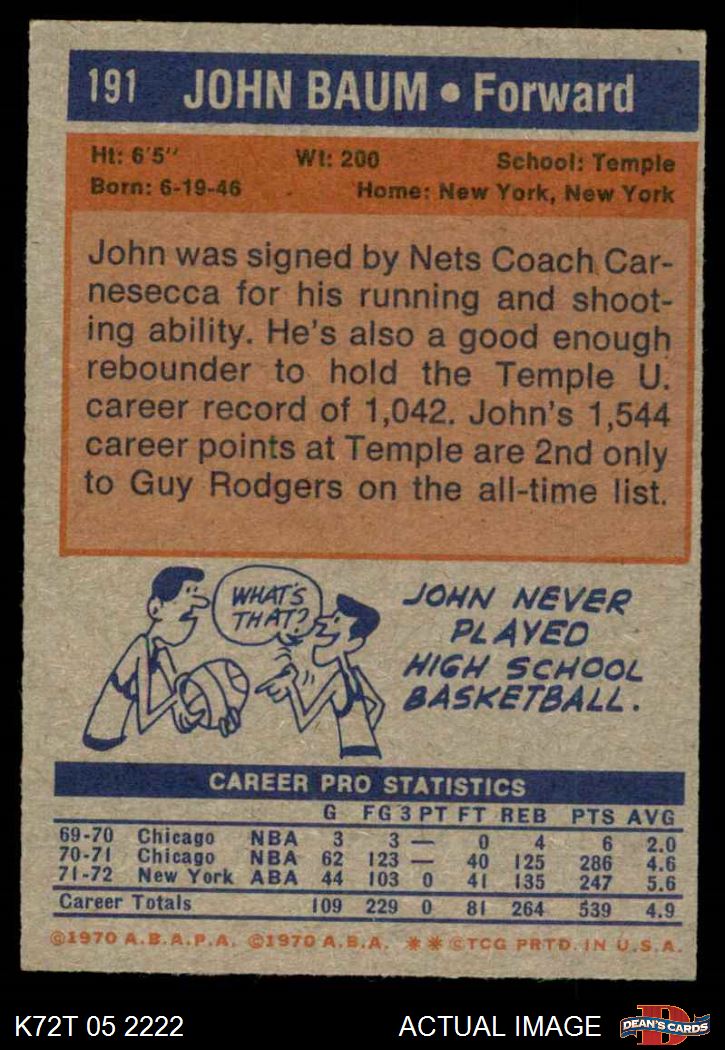 191 JOHN BAUM • Forward
Ht: 6'5" Wt: 200 School: Temple
Born: 6-19-46 Home: New York, New York
John was signed by Nets Coach Car-
nesecca for his running and shoot-
ing ability. He's also a good enough
rebounder to hold the Temple U.
career record of 1,042. John's 1,544
career points at Temple are 2nd only
to Guy Rodgers on the all-time list.
WHAT'S
THAT?
JOHN NEVER
PLAYED
HIGH SCHOOL
BASKETBALL.
CAREER PRO STATISTICS
G FG 3 PT FT REB PTS AVG
69-70 Chicago NBA 3 3 — 0 4 6 2.0
70-71 Chicago NBA 62 123 — 40 125 286 4.6
71-72 New York ABA 44 103 0 41 135 247 5.6
Career Totals 109 229 0 81 264 539 4.9
©1970 A.B.A.P.A. ©1970 A.B.A. ** ©TCG PRTD. IN U.S.A.
K72T 05 2222 ACTUAL IMAGE D DEAN'S CARDS